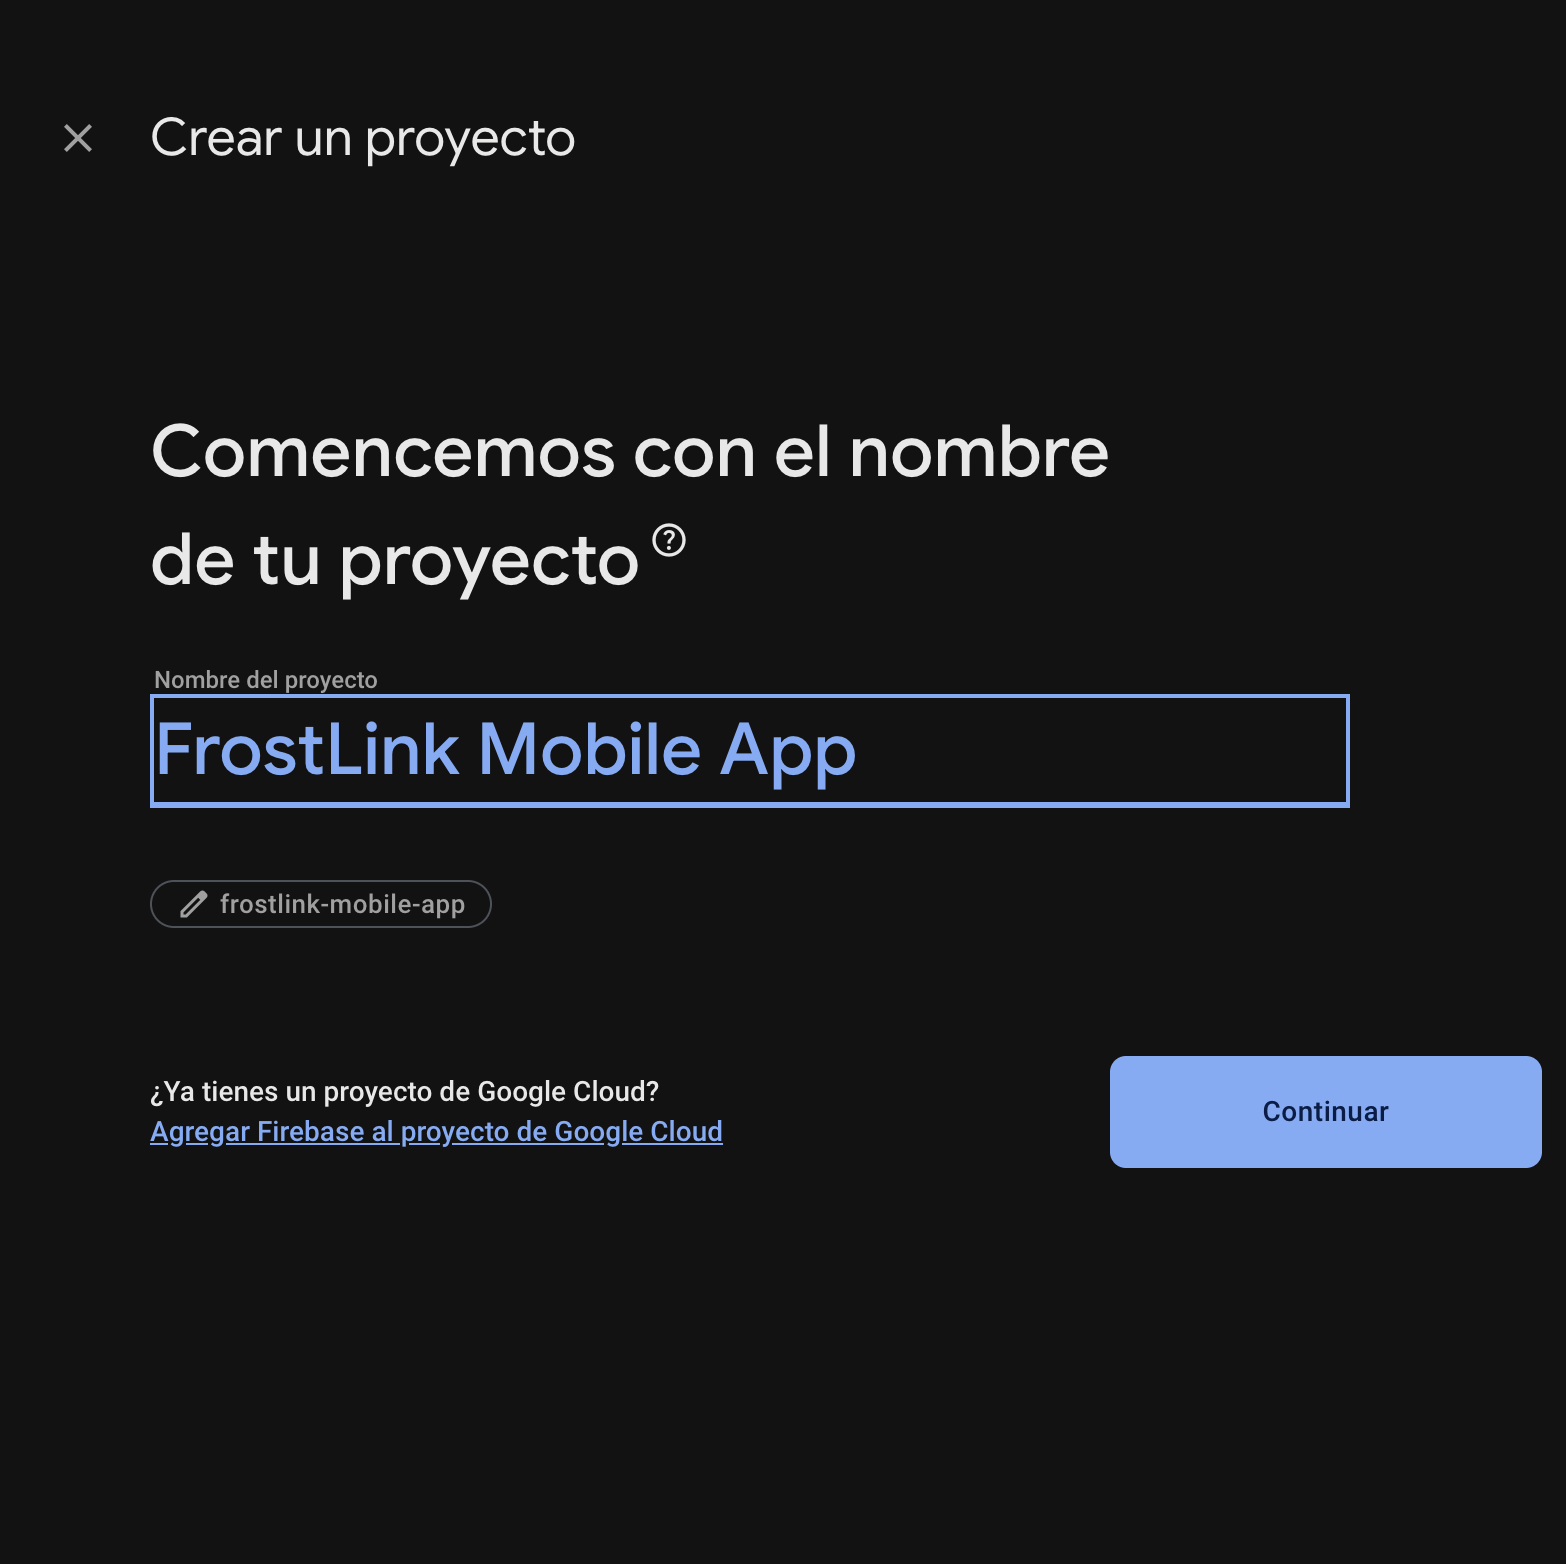 Crear un proyecto
Comencemos con el nombre
de tu proyecto
Nombre del proyecto
FrostLink Mobile App
frostlink-mobile-app
¿Ya tienes un proyecto de Google Cloud?
Agregar Firebase al proyecto de Google Cloud
Continuar